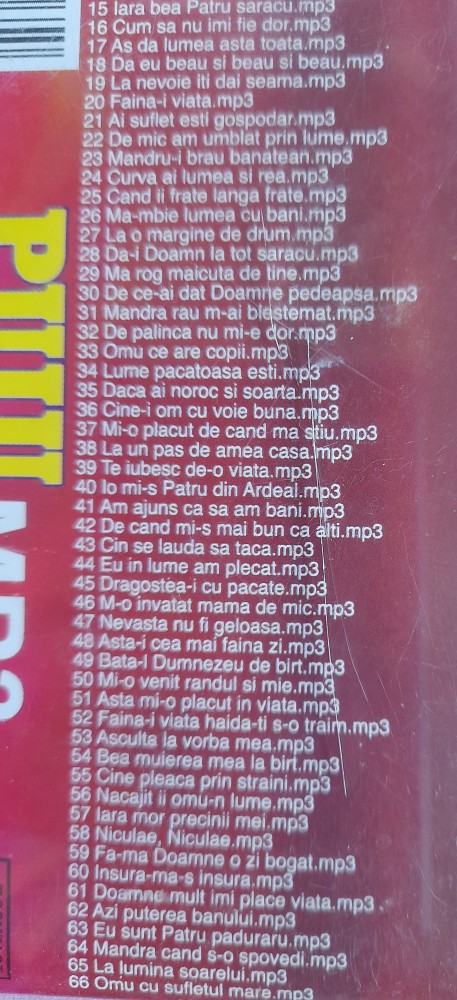 15 Iara bea Patru saracu.mp3
16 Cum sa nu imi fie dor.mp3
17 As da lumea asta toata.mp3
18 Da eu beau si beau si beau.mp3
19 La nevoie iti dai seama.mp3
20 Faina-i viata.mp3
21 Ai suflet esti gospodar.mp3
22 De mic am umblat prin lume.mp3
23 Mandru-i brau banatean.mp3
24 Curva ai lumea si rea.mp3
25 Cand ii frate langa frate.mp3
26 Ma-mbie lumea cu bani.mp3
27 La o margine de drum.mp3
28 Da-i Doamn la tot saracu.mp3
29 Ma rog maicuta de tine.mp3
30 De ce-ai dat Doamne pedeapsa.mp3
31 Mandra rau m-ai blestemat.mp3
32 De palinca nu mi-e dor.mp3
33 Omu ce are copii.mp3
34 Lume pacatoasa esti.mp3
35 Daca ai noroc si soarta.mp3
36 Cine-i om cu voie buna.mp3
37 Mi-o placut de cand ma stiu.mp3
38 La un pas de amea casa.mp3
39 Te iubesc de-o viata.mp3
40 Io mi-s Patru din Ardeal.mp3
41 Am ajuns ca sa am bani.mp3
42 De cand mi-s mai bun ca alti.mp3
43 Cin se lauda sa taca.mp3
44 Eu in lume am plecat.mp3
45 Dragostea-i cu pacate.mp3
46 M-o invatat mama de mic.mp3
47 Nevasta nu fi geloasa.mp3
48 Asta-i cea mai faina zi.mp3
49 Bata-l Dumnezeu de birt.mp3
50 Mi-o venit randul si mie.mp3
51 Asta mi-o placut in viata.mp3
52 Faina-i viata haida-ti s-o traim.mp3
53 Asculta la vorba mea.mp3
54 Bea muierea mea la birt.mp3
55 Cine pleaca prin straini.mp3
56 Nacajit ii omu-n lume.mp3
57 Iara mor precinii mei.mp3
58 Niculae, Niculae.mp3
59 Fa-ma Doamne o zi bogat.mp3
60 Insura-ma-s insura.mp3
61 Doamne mult imi place viata.mp3
62 Azi puterea banului.mp3
63 Eu sunt Patru paduraru.mp3
64 Mandra cand s-o spovedi.mp3
65 La lumina soarelui.mp3
66 Omu cu sufletul mare.mp3